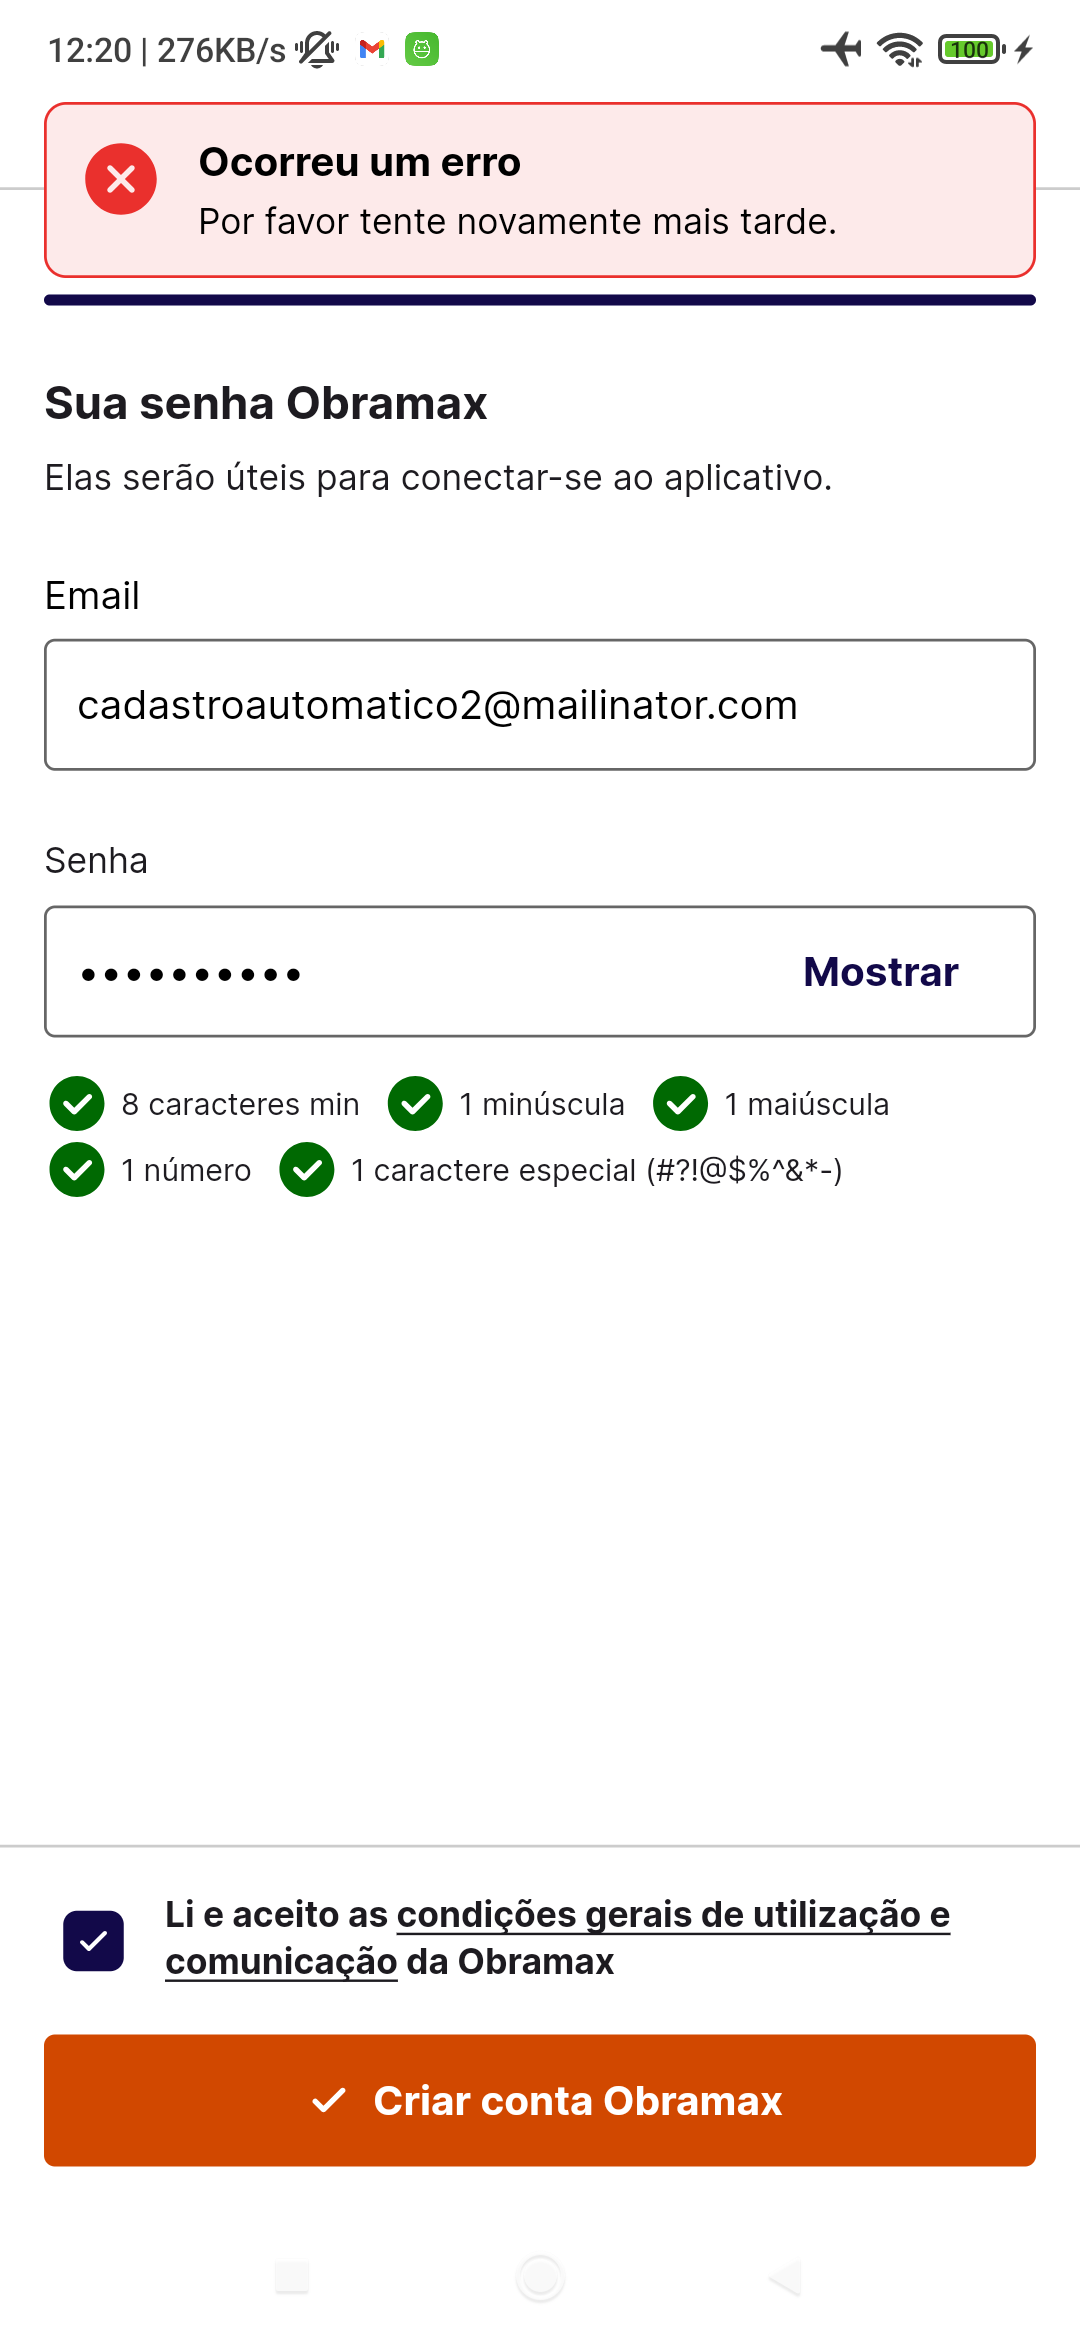 12:20 | 276KB/s
100
Ocorreu um erro
Por favor tente novamente mais tarde.
Sua senha Obramax
Elas serão úteis para conectar-se ao aplicativo.
Email
cadastroautomatico2@mailinator.com
Senha
•••••••••• Mostrar
8 caracteres min 1 minúscula 1 maiúscula
1 número 1 caractere especial (#?!@$%^&*-)
Li e aceito as condições gerais de utilização e
comunicação da Obramax
Criar conta Obramax